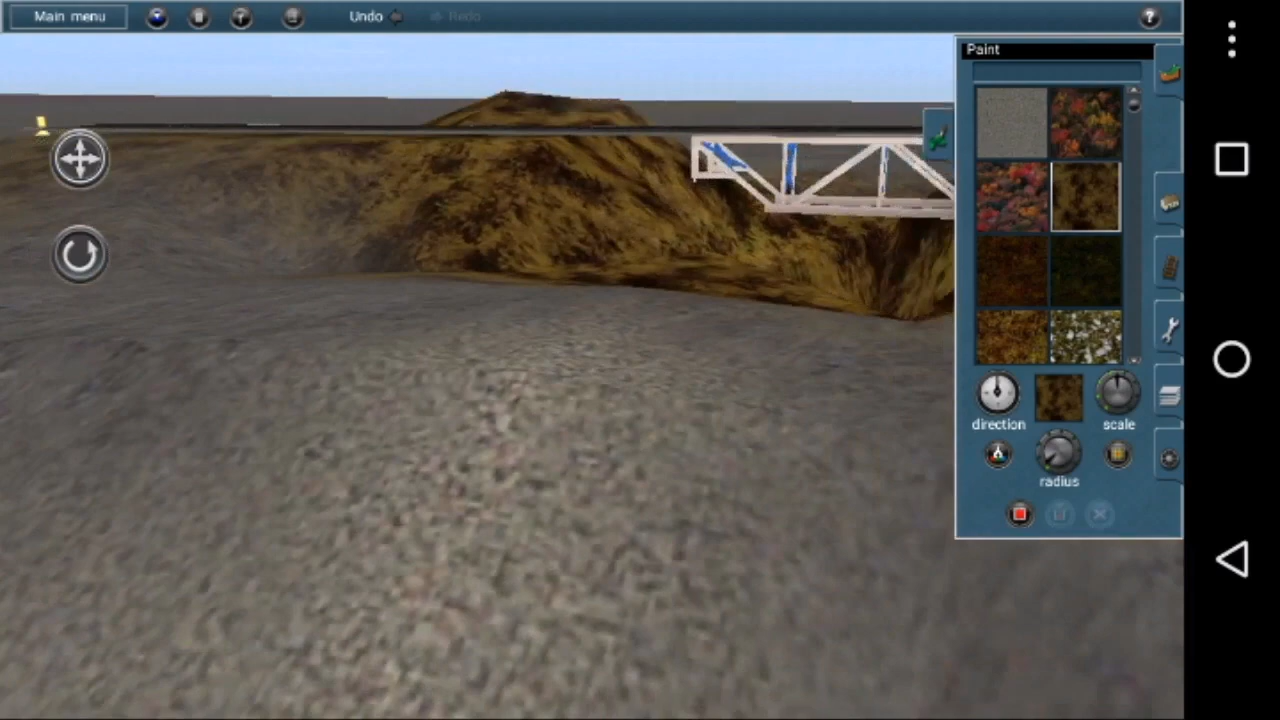 Main menu
Undo
Redo
?
Paint
direction
scale
radius